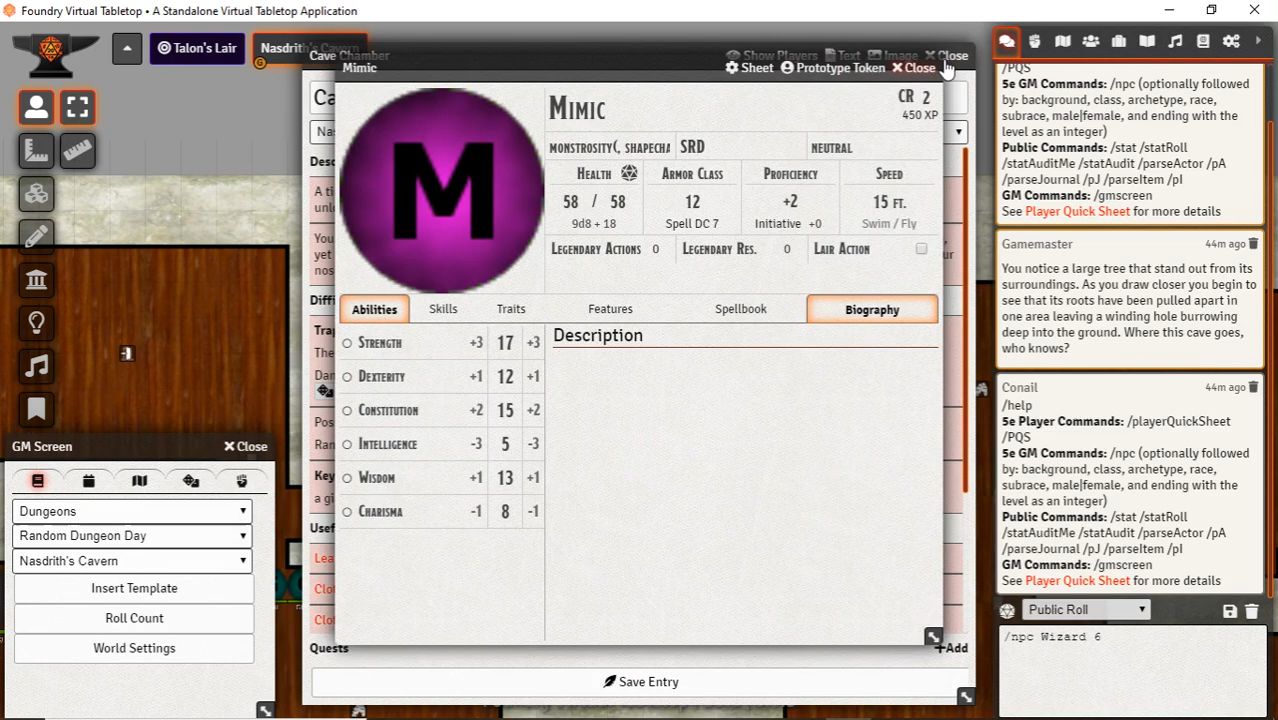 Foundry Virtual Tabletop • A Standalone Virtual Tabletop Application
Talon's Lair
Nasdrith's Cavern
G
Cave Chamber
Show Players Text Image Close
Mimic
Sheet Prototype Token Close
M
Mimic
CR 2
450 XP
MONSTROSITY(, SHAPECHA
SRD
NEUTRAL
HEALTH
58 / 58
9d8 + 18
ARMOR CLASS
12
Spell DC 7
PROFICIENCY
+2
Initiative +0
SPEED
15 FT.
Swim / Fly
LEGENDARY ACTIONS 0
LEGENDARY RES. 0
LAIR ACTION
Abilities
Skills
Traits
Features
Spellbook
Biography
STRENGTH +3 17 +3
DEXTERITY +1 12 +1
CONSTITUTION +2 15 +2
INTELLIGENCE -3 5 -3
WISDOM +1 13 +1
CHARISMA -1 8 -1
Description
Quests
Add
Save Entry
GM Screen
Close
Dungeons
Random Dungeon Day
Nasdrith's Cavern
Insert Template
Roll Count
World Settings
/PQS
5e GM Commands: /npc (optionally followed
by: background, class, archetype, race,
subrace, male|female, and ending with the
level as an integer)
Public Commands: /stat /statRoll
/statAuditMe /statAudit /parseActor /pA
/parseJournal /pJ /parseItem /pI
GM Commands: /gmscreen
See Player Quick Sheet for more details
Gamemaster 44m ago
You notice a large tree that stand out from its
surroundings. As you draw closer you begin to
see that its roots have been pulled apart in
one area leaving a winding hole burrowing
deep into the ground. Where this cave goes,
who knows?
Conail 44m ago
/help
5e Player Commands: /playerQuickSheet
/PQS
5e GM Commands: /npc (optionally followed
by: background, class, archetype, race,
subrace, male|female, and ending with the
level as an integer)
Public Commands: /stat /statRoll
/statAuditMe /statAudit /parseActor /pA
/parseJournal /pJ /parseItem /pI
GM Commands: /gmscreen
See Player Quick Sheet for more details
Public Roll
/npc Wizard 6